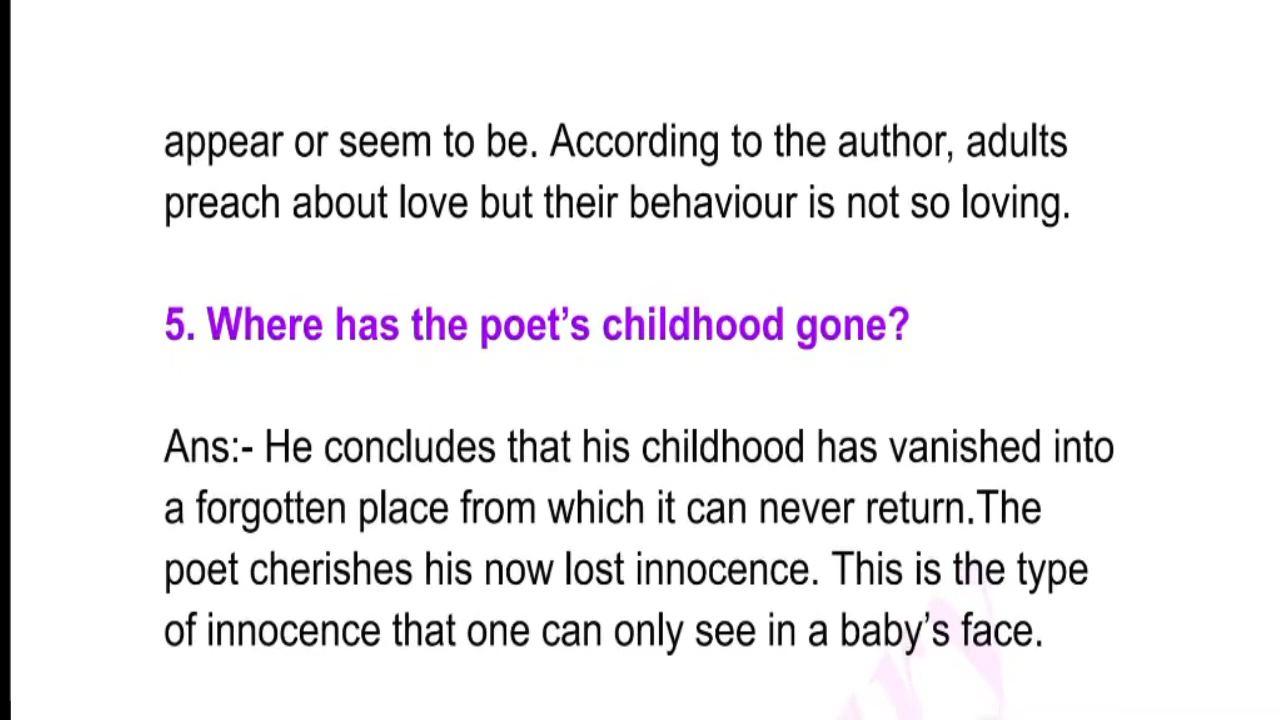 appear or seem to be. According to the author, adults
preach about love but their behaviour is not so loving.
5. Where has the poet’s childhood gone?
Ans:- He concludes that his childhood has vanished into
a forgotten place from which it can never return.The
poet cherishes his now lost innocence. This is the type
of innocence that one can only see in a baby’s face.